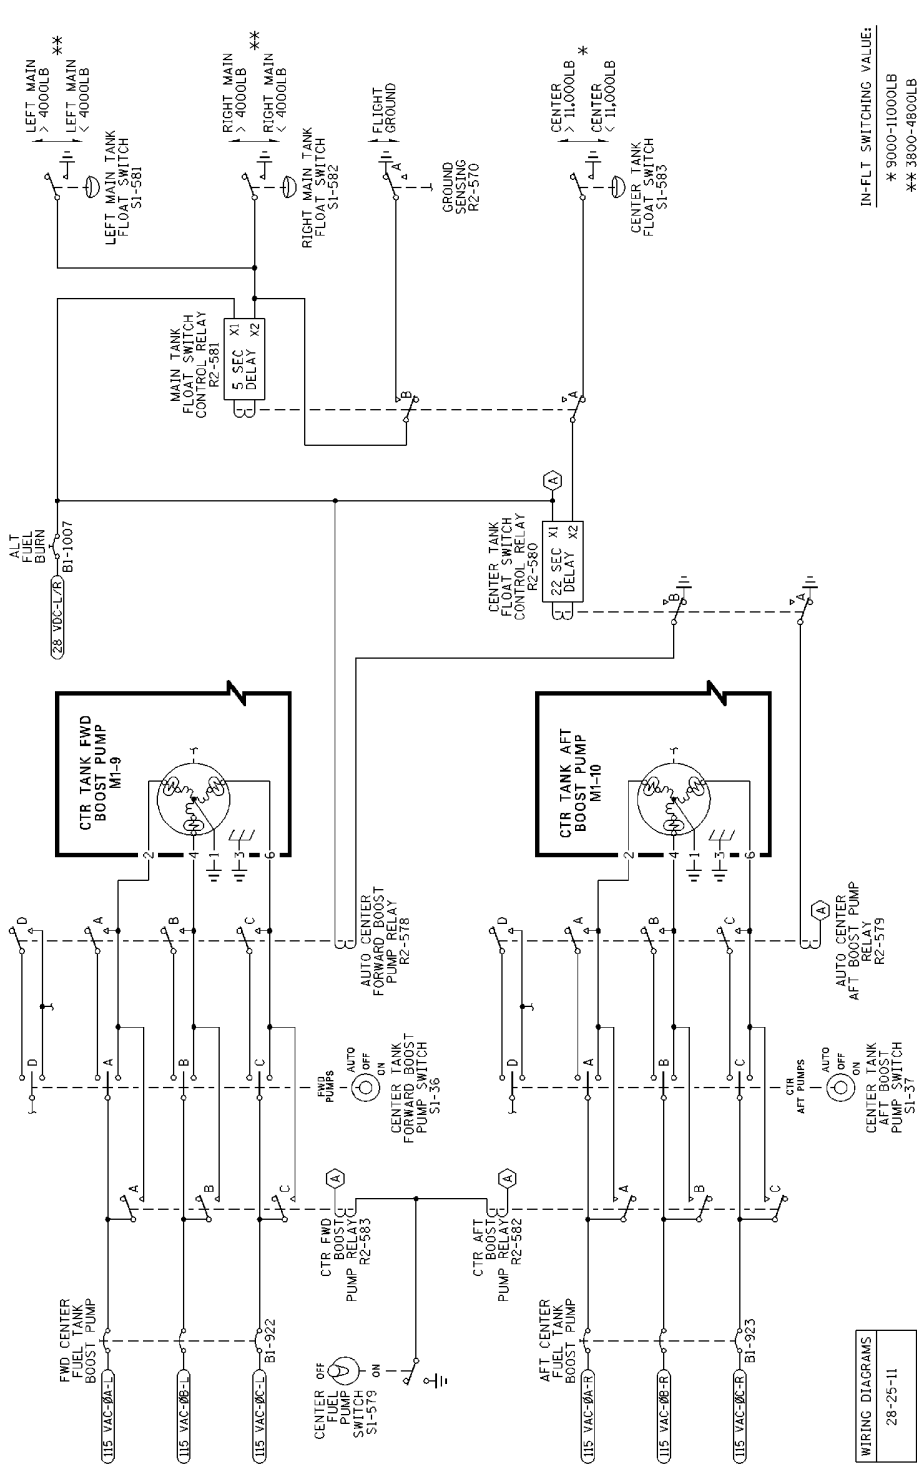 LEFT MAIN
> 4000LB
**
LEFT MAIN
< 4000LB
LEFT MAIN TANK
FLOAT SWITCH
S1-581
RIGHT MAIN
> 4000LB
**
RIGHT MAIN
< 4000LB
RIGHT MAIN TANK
FLOAT SWITCH
S1-582
FLIGHT
GROUND
A
GROUND
SENSING
R2-570
CENTER
> 11,000LB
*
CENTER
< 11,000LB
CENTER TANK
FLOAT SWITCH
S1-583
IN-FLT SWITCHING VALUE:
* 9000-11000LB
** 3800-4800LB
MAIN TANK
FLOAT SWITCH
CONTROL RELAY
R2-581
5 SEC
DELAY
X1
X2
B
A
ALT
FUEL
BURN
B1-1007
28 VDC-L/R
CENTER TANK
FLOAT SWITCH
CONTROL RELAY
R2-580
22 SEC
DELAY
X1
X2
A
B
A
CTR TANK FWD
BOOST PUMP
M1-9
2
4
1
3
6
CTR TANK AFT
BOOST PUMP
M1-10
2
4
1
3
6
D
A
B
C
AUTO CENTER
FORWARD BOOST
PUMP RELAY
R2-578
D
A
B
C
A
AUTO CENTER
AFT BOOST PUMP
RELAY
R2-579
D
A
B
C
FWD
PUMPS
AUTO
OFF
ON
CENTER TANK
FORWARD BOOST
PUMP SWITCH
S1-36
D
A
B
C
CTR
AFT PUMPS
AUTO
OFF
ON
CENTER TANK
AFT BOOST
PUMP SWITCH
S1-37
A
B
C
A
CTR FWD
BOOST
PUMP RELAY
R2-583
A
CTR AFT
BOOST
PUMP RELAY
R2-582
A
B
C
FWD CENTER
FUEL TANK
BOOST PUMP
B1-922
115 VAC-ØA-L
115 VAC-ØB-L
115 VAC-ØC-L
CENTER
FUEL
PUMP
SWITCH
S1-579
OFF
ON
AFT CENTER
FUEL TANK
BOOST PUMP
B1-923
115 VAC-ØA-R
115 VAC-ØB-R
115 VAC-ØC-R
WIRING DIAGRAMS
28-25-11